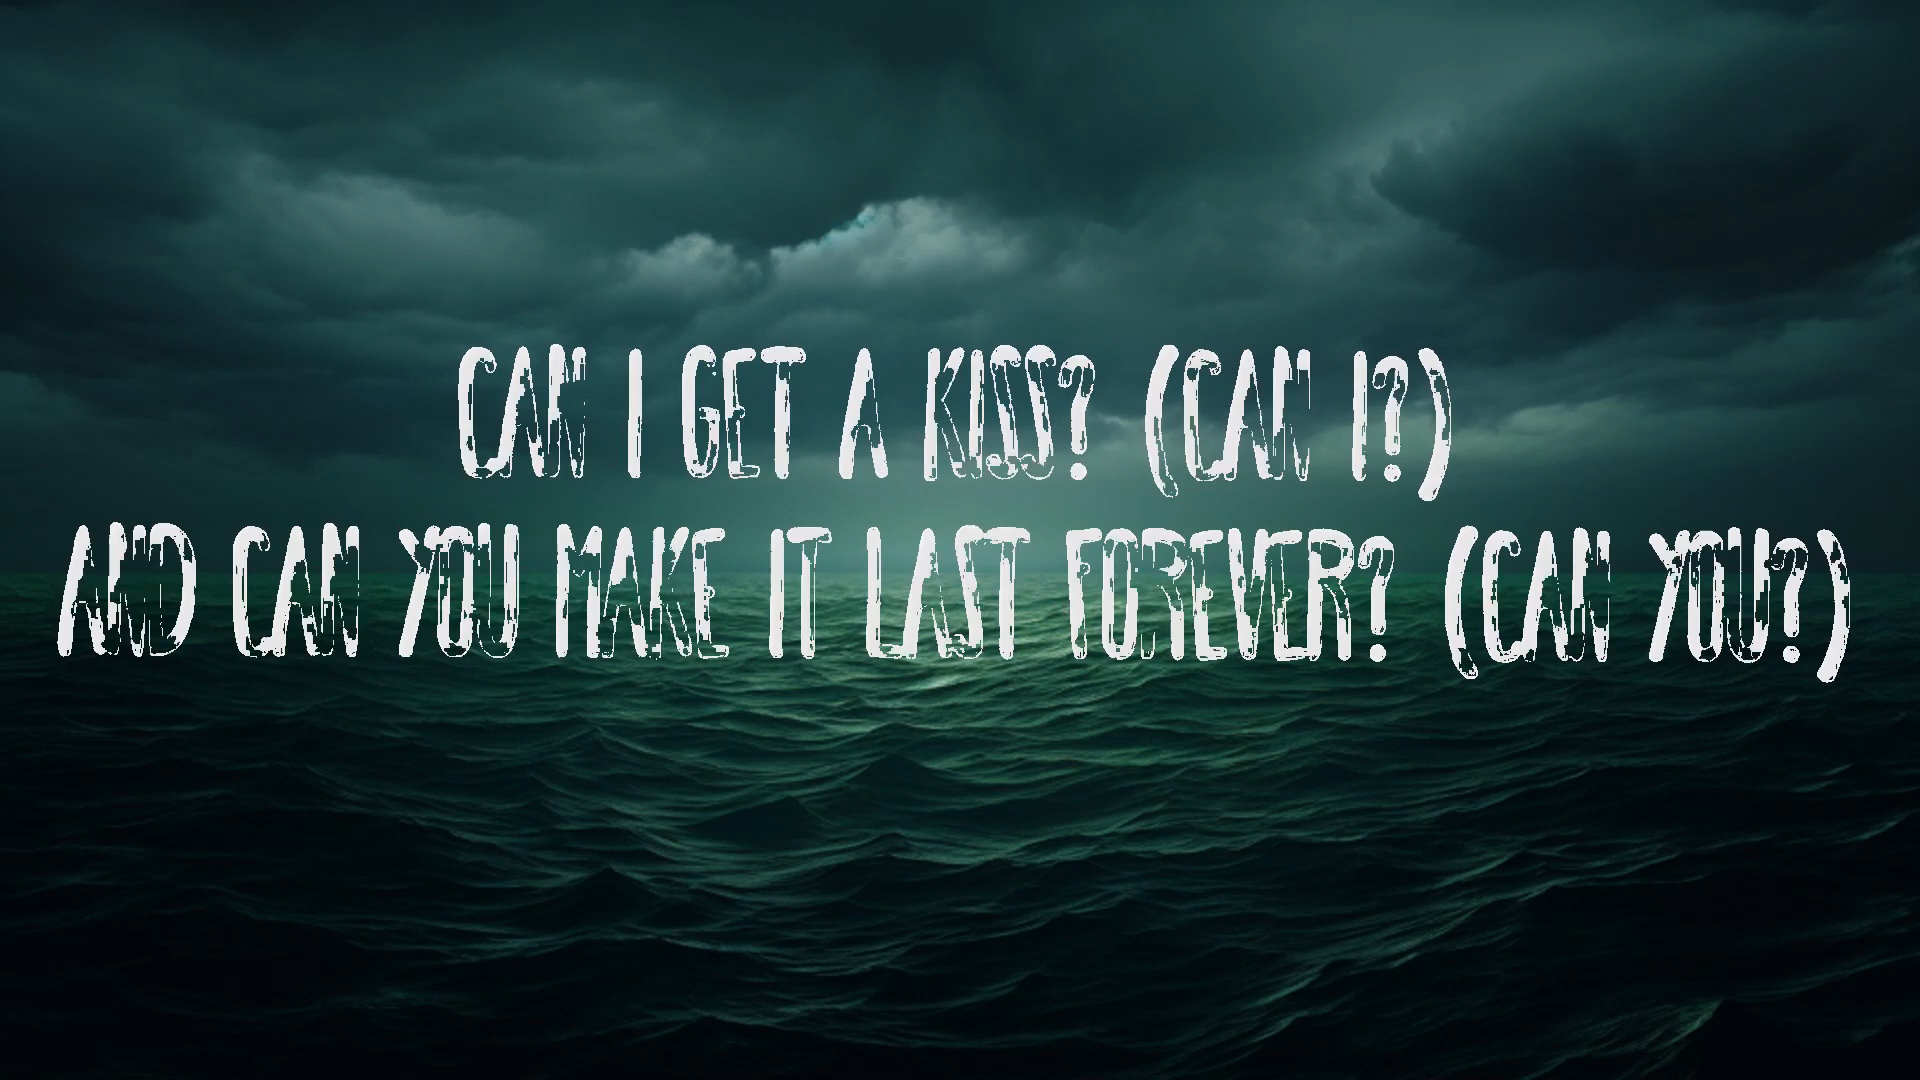 CAN I GET A KISS? (CAN I?)
AND CAN YOU MAKE IT LAST FOREVER? (CAN YOU?)